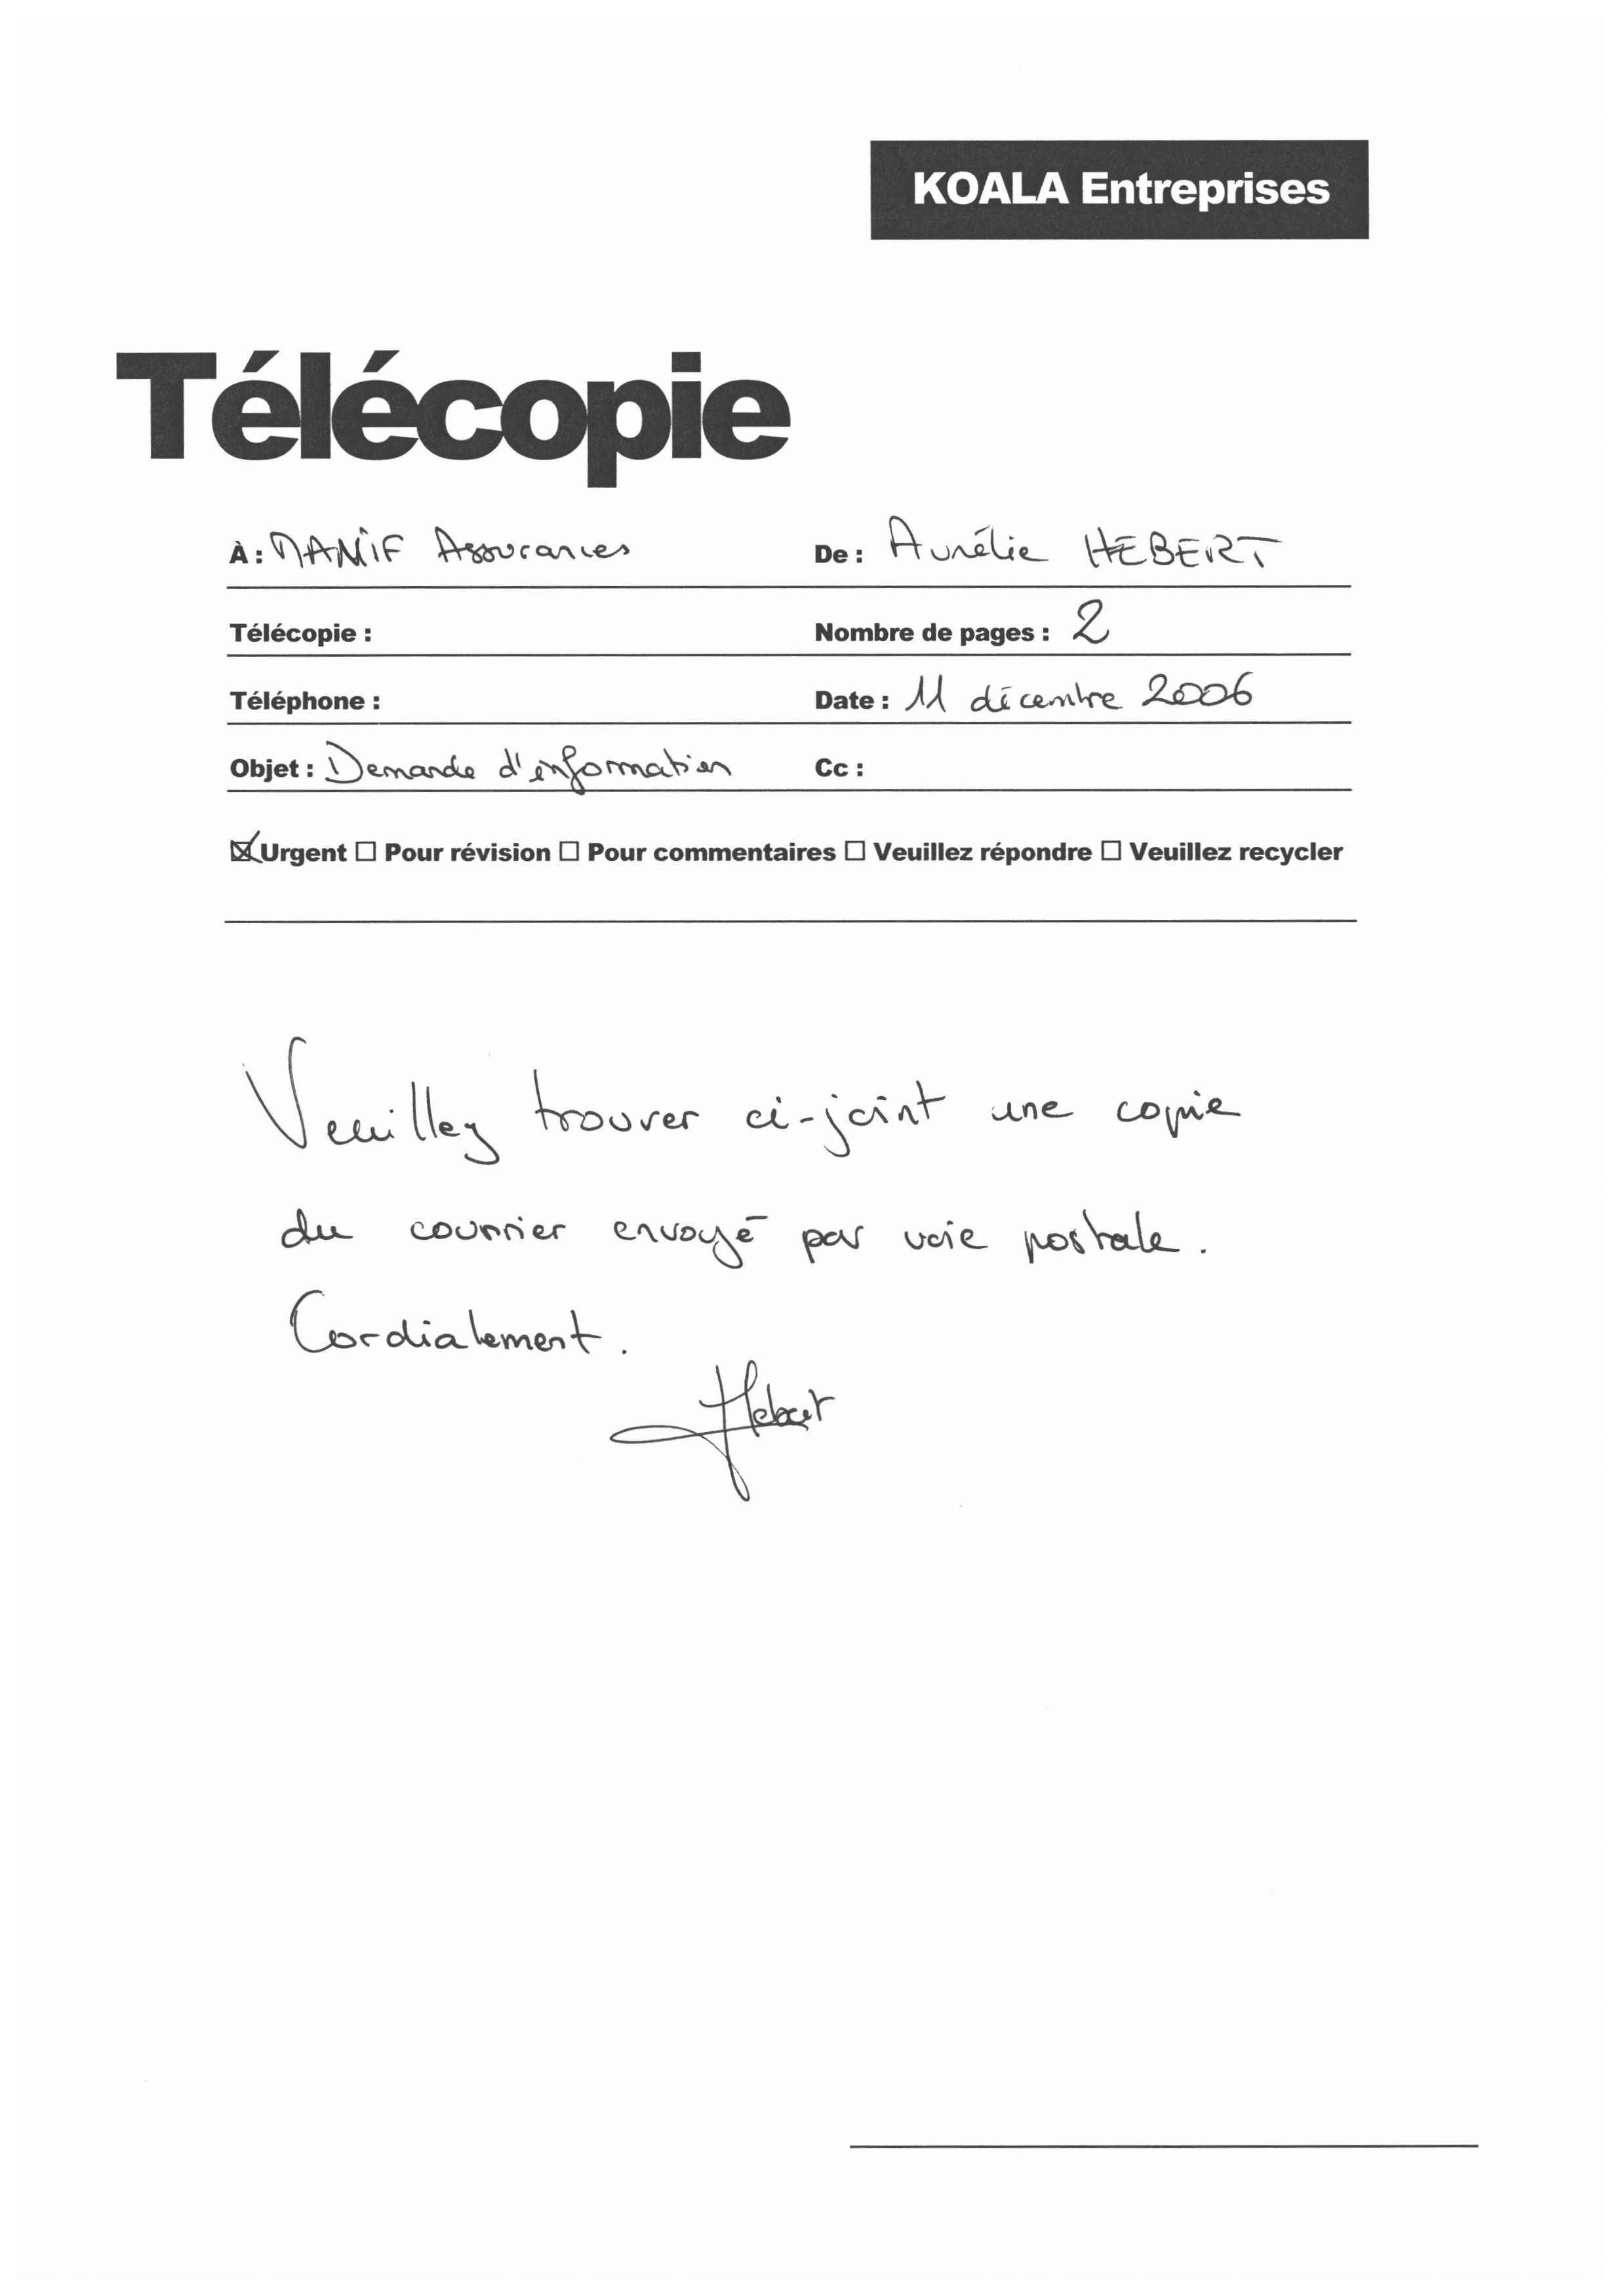 KOALA Entreprises
Télécopie
À : MANIF Assurances De : Aurélie HEBERT
Télécopie : Nombre de pages : 2
Téléphone : Date : 11 décembre 2006
Objet : Demande d'information Cc :
☒ Urgent ☐ Pour révision ☐ Pour commentaires ☐ Veuillez répondre ☐ Veuillez recycler
Veuillez trouver ci-joint une copie
du courrier envoyé par voie postale.
Cordialement.
Hebert